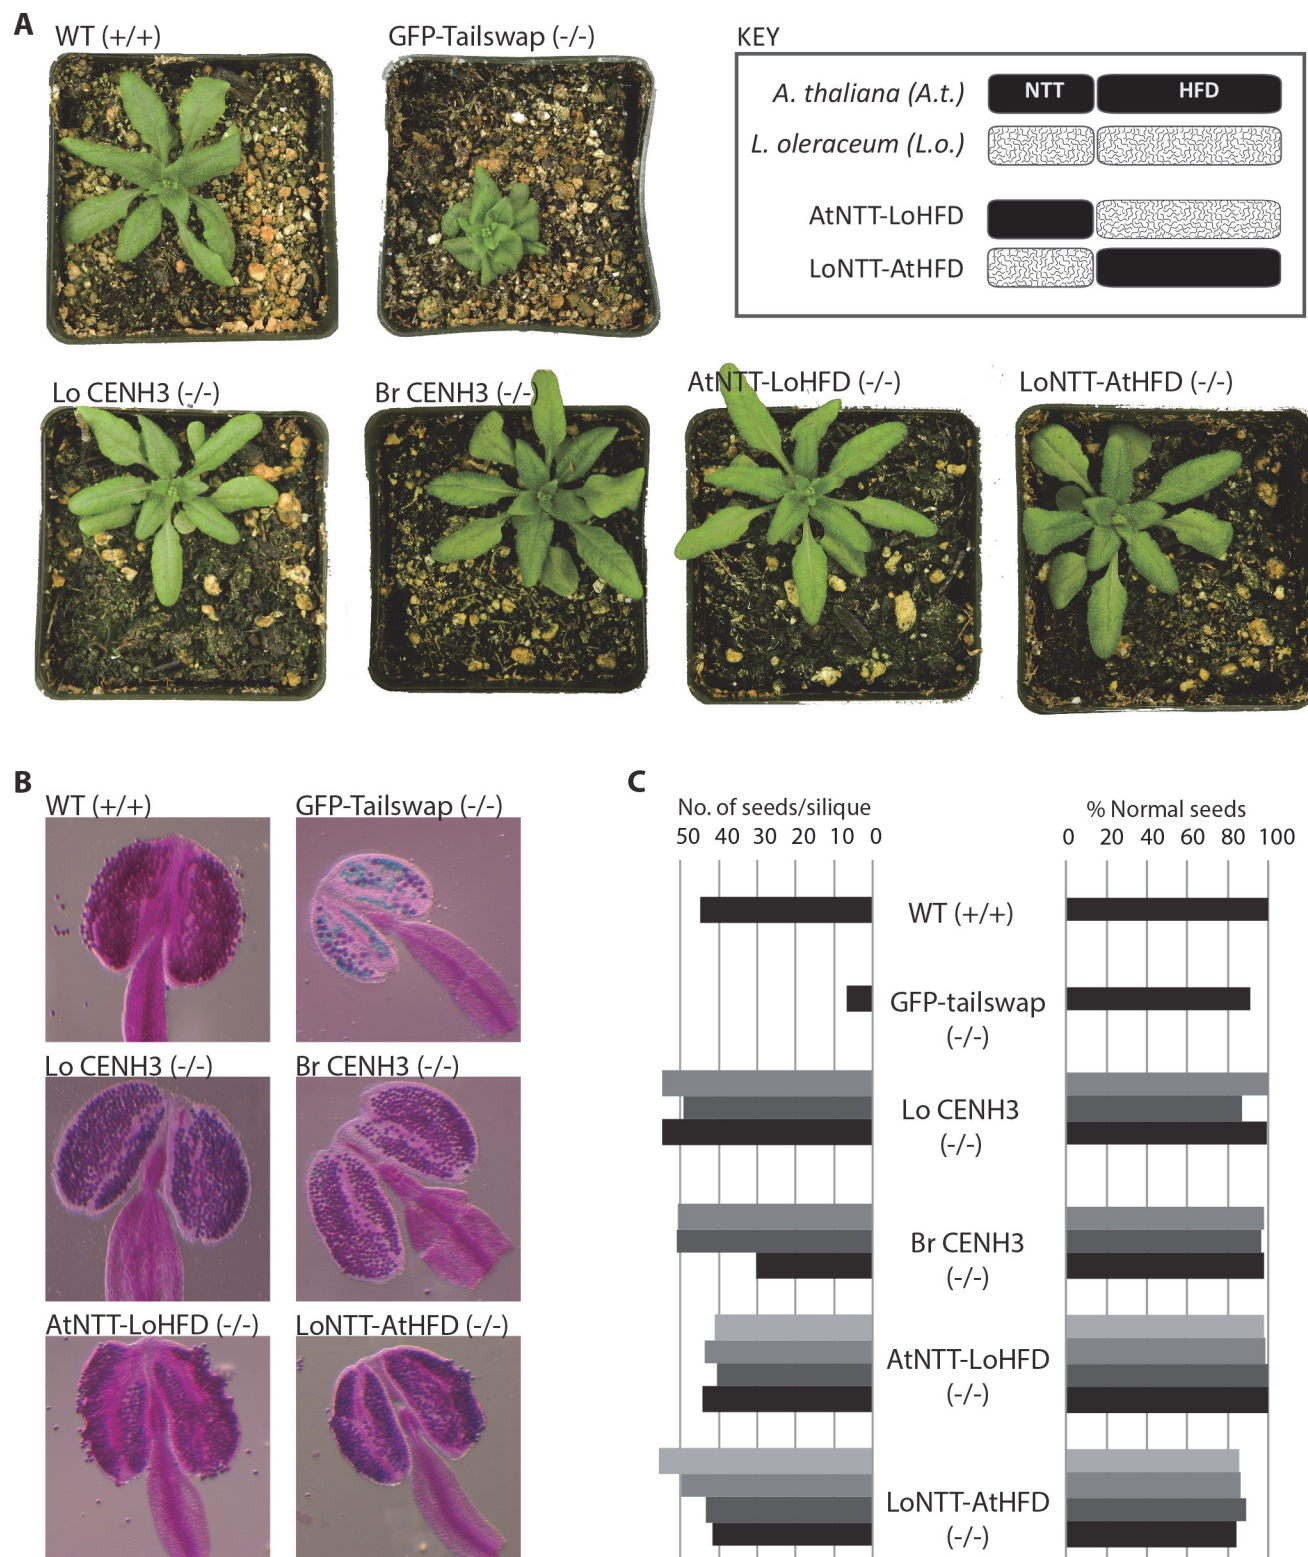 A
WT (+/+)
GFP-Tailswap (-/-)
KEY
A. thaliana (A.t.)
NTT
HFD
L. oleraceum (L.o.)
AtNTT-LoHFD
LoNTT-AtHFD
Lo CENH3 (-/-)
Br CENH3 (-/-)
AtNTT-LoHFD (-/-)
LoNTT-AtHFD (-/-)
B
WT (+/+)
GFP-Tailswap (-/-)
Lo CENH3 (-/-)
Br CENH3 (-/-)
AtNTT-LoHFD (-/-)
LoNTT-AtHFD (-/-)
C
No. of seeds/silique
50 40 30 20 10 0
% Normal seeds
0 20 40 60 80 100
WT (+/+)
GFP-tailswap
(-/-)
Lo CENH3
(-/-)
Br CENH3
(-/-)
AtNTT-LoHFD
(-/-)
LoNTT-AtHFD
(-/-)